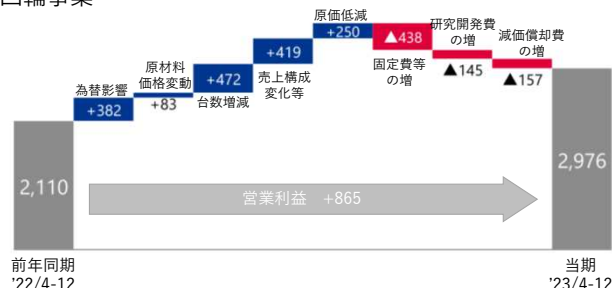 四輪事業
原価低減
+250
▲438
研究開発費
の増
減価償却費
の増
+419
原材料
価格変動
+472
売上構成
変化等
固定費等
の増
▲145
▲157
為替影響
+382
+83
台数増減
2,110
営業利益 +865
2,976
前年同期
'22/4-12
当期
'23/4-12